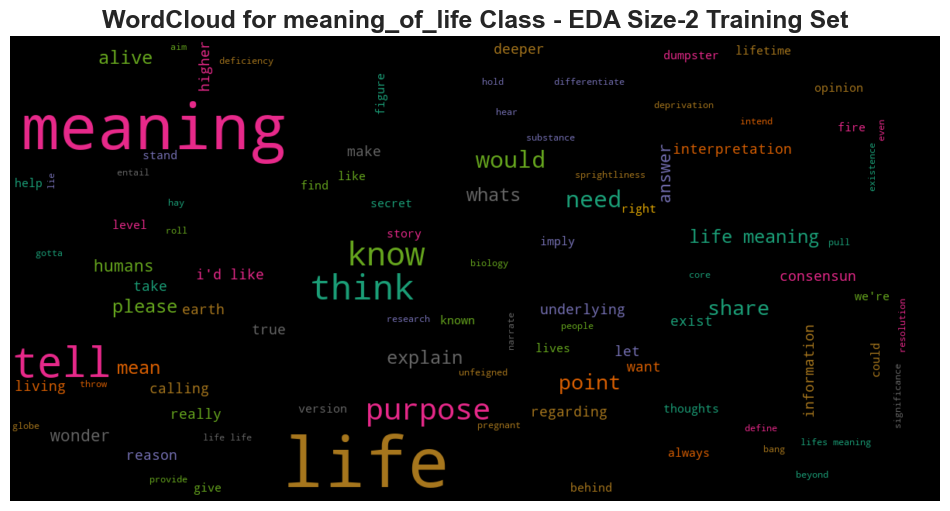 WordCloud for meaning_of_life Class - EDA Size-2 Training Set
aim
alive
higher
deficiency
deeper
dumpster
lifetime
hold
differentiate
figure
opinion
hear
deprivation
meaning
substance
intend
fire
even
stand
make
would
interpretation
existence
answer
help
lie
entail
find
like
whats
sprightliness
need
right
hay
secret
level
roll
story
imply
life meaning
pull
gotta
know
humans
i'd like
biology
core
consensun
take
think
please
earth
underlying
share
we're
research
known
narrate
people
exist
resolution
true
tell
mean
explain
lives
let
information
could
living
throw
calling
unfeigned
point
want
significance
really
version
purpose
regarding
thoughts
globe
wonder
life life
pregnant
define
lifes meaning
reason
life
always
bang
provide
give
behind
beyond